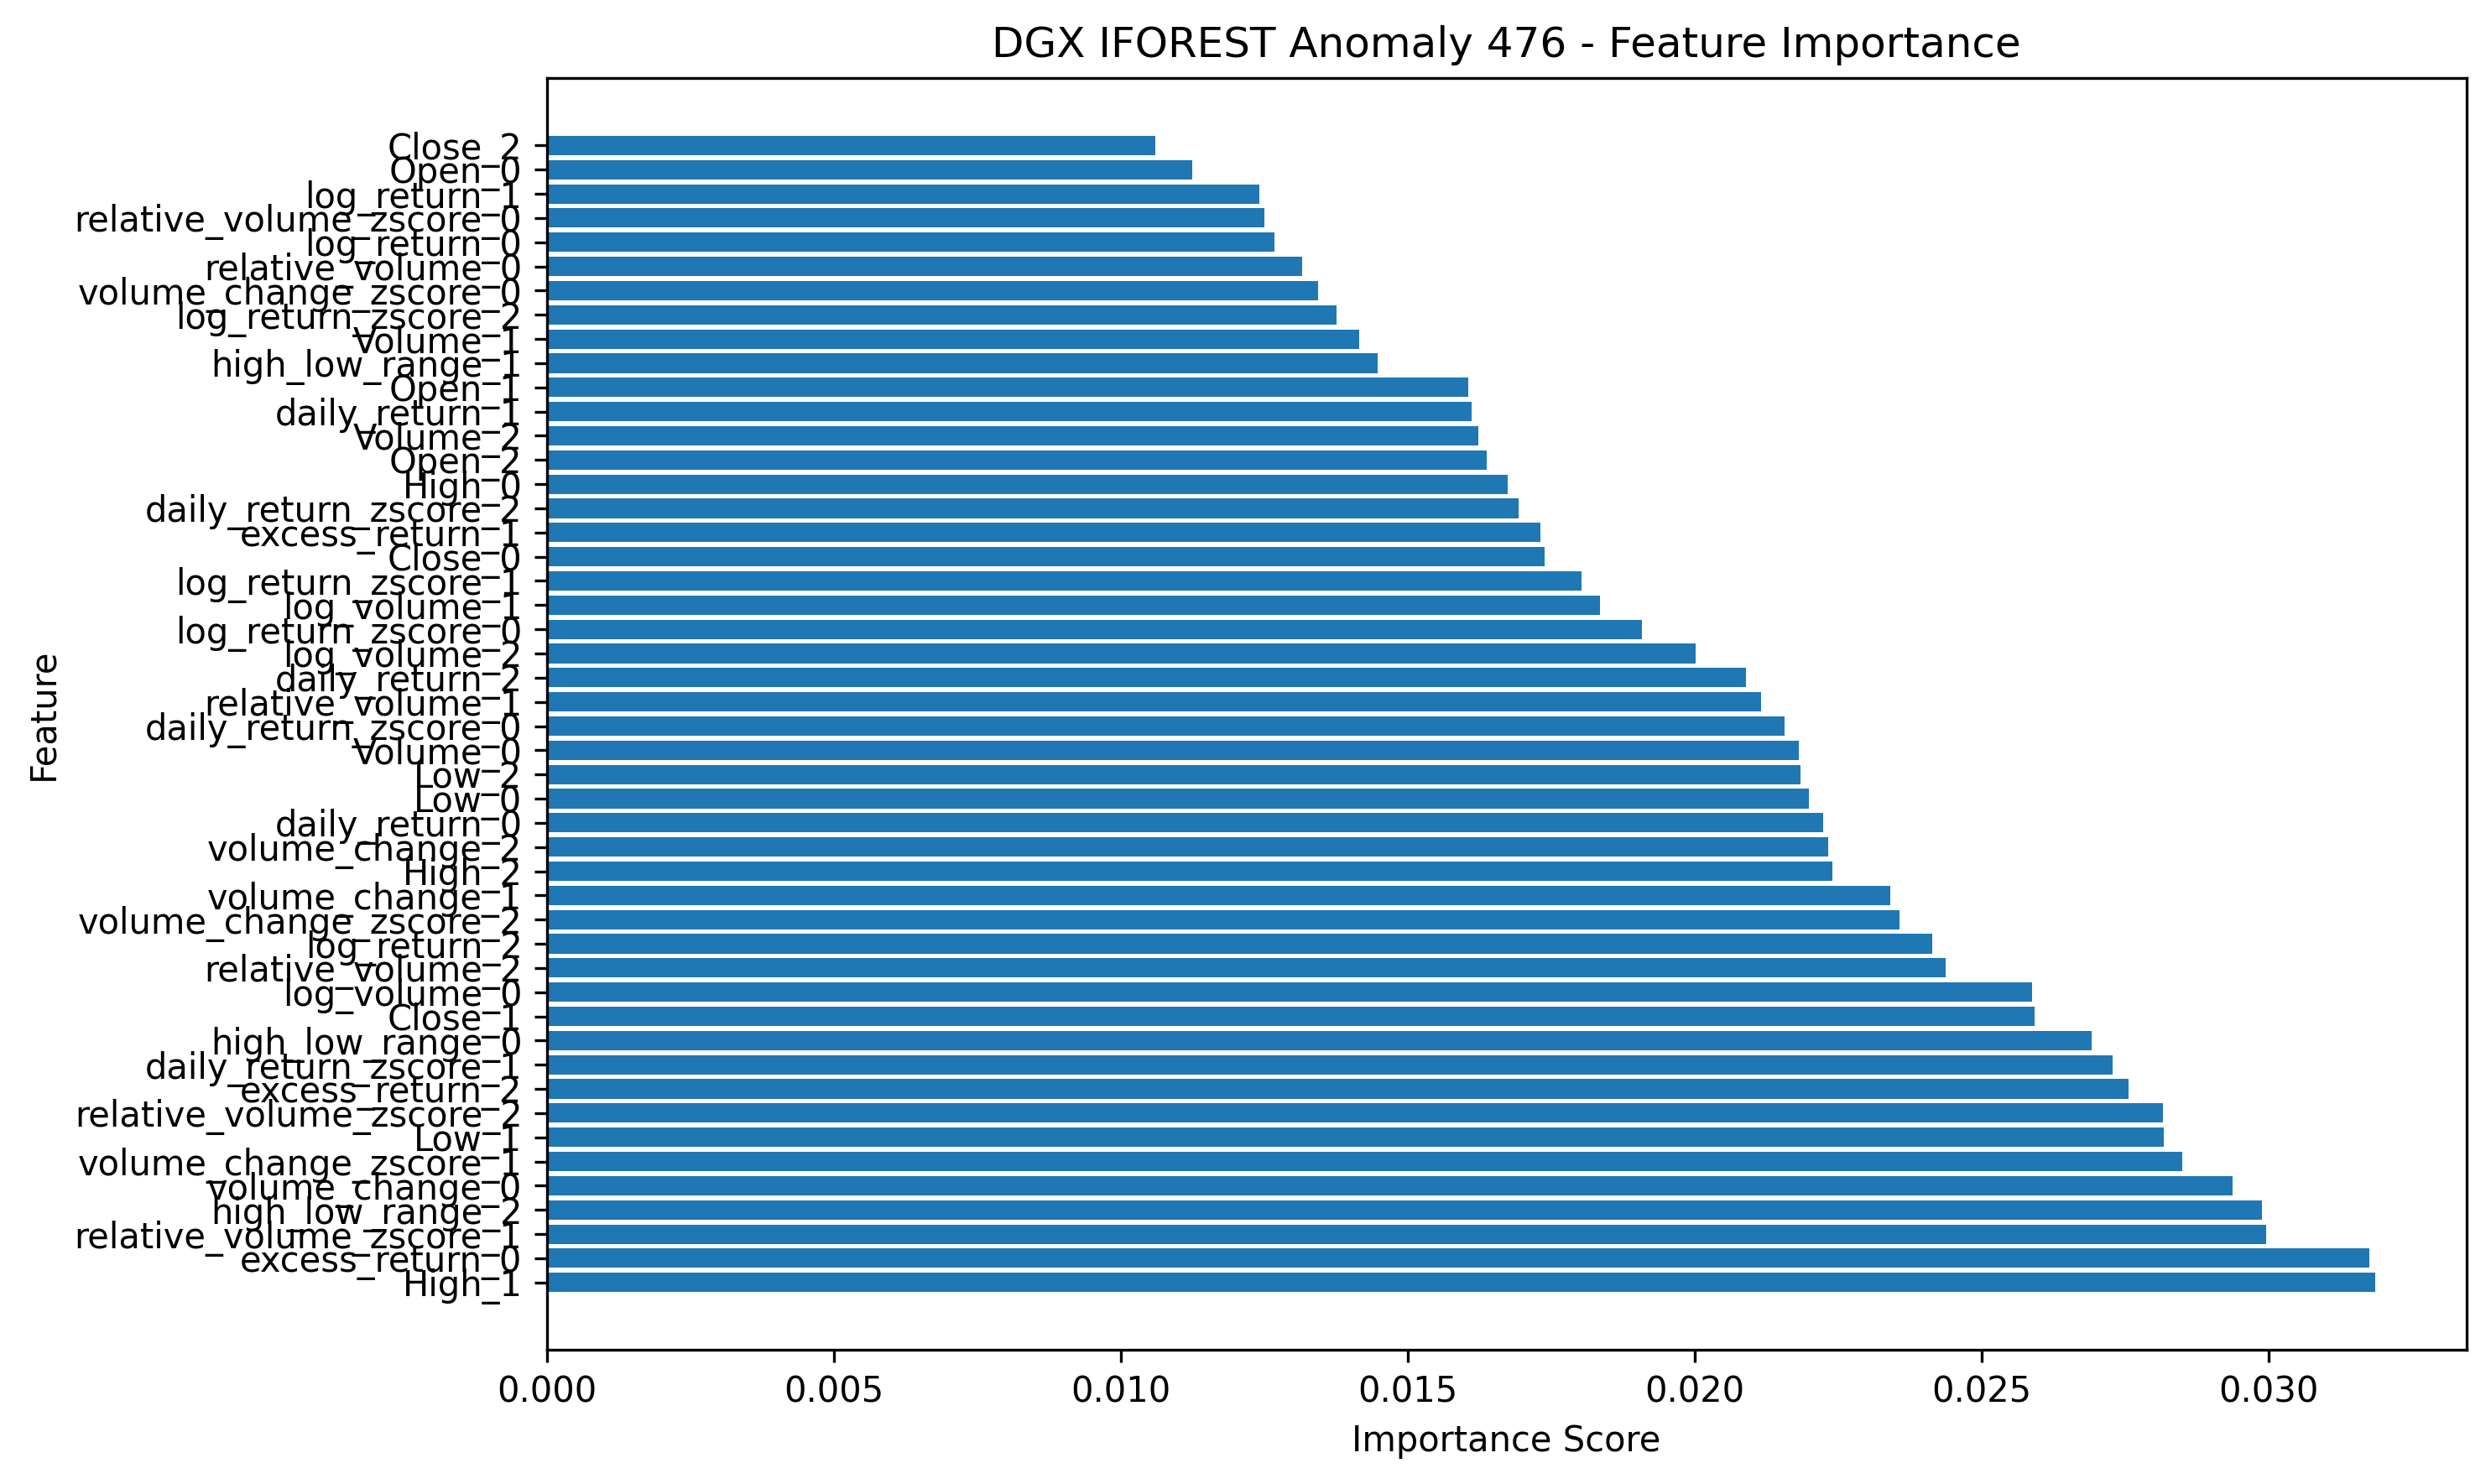 DGX IFOREST Anomaly 476 - Feature Importance
Close_2
Open_0
log_return_1
relative_volume_zscore_0
log_return_0
relative_volume_0
volume_change_zscore_0
log_return_zscore_2
Volume_1
high_low_range_1
Open_1
daily_return_1
Volume_2
Open_2
High_0
daily_return_zscore_2
excess_return_1
Close_0
log_return_zscore_1
log_volume_1
log_return_zscore_0
log_volume_2
daily_return_2
relative_volume_1
daily_return_zscore_0
Volume_0
Low_2
Low_0
daily_return_0
volume_change_2
High_2
volume_change_1
volume_change_zscore_2
log_return_2
relative_volume_2
log_volume_0
Close_1
high_low_range_0
daily_return_zscore_1
excess_return_2
relative_volume_zscore_2
Low_1
volume_change_zscore_1
volume_change_0
high_low_range_2
relative_volume_zscore_1
excess_return_0
High_1
Feature
0.000 0.005 0.010 0.015 0.020 0.025 0.030
Importance Score